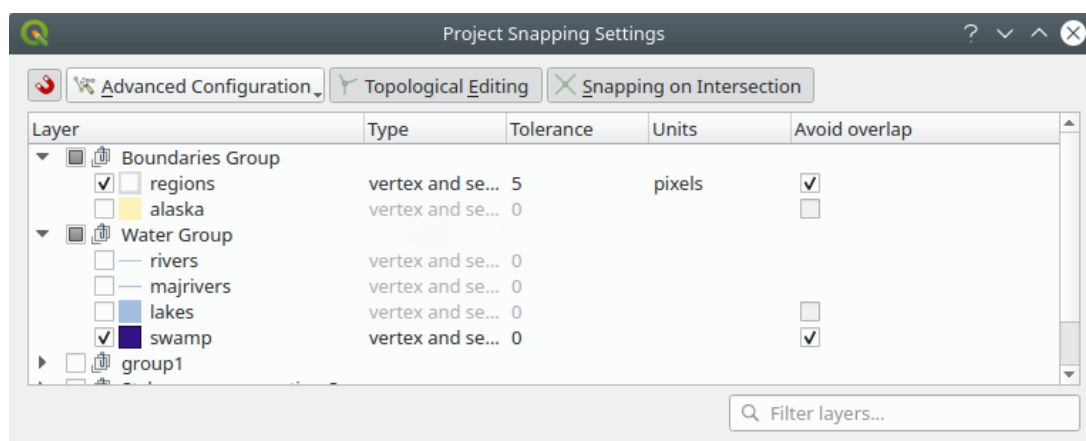 Project Snapping Settings
Advanced Configuration Topological Editing Snapping on Intersection
Layer Type Tolerance Units Avoid overlap
Boundaries Group
regions vertex and se... 5 pixels
alaska vertex and se... 0
Water Group
rivers vertex and se... 0
majrivers vertex and se... 0
lakes vertex and se... 0
swamp vertex and se... 0
group1
Filter layers...